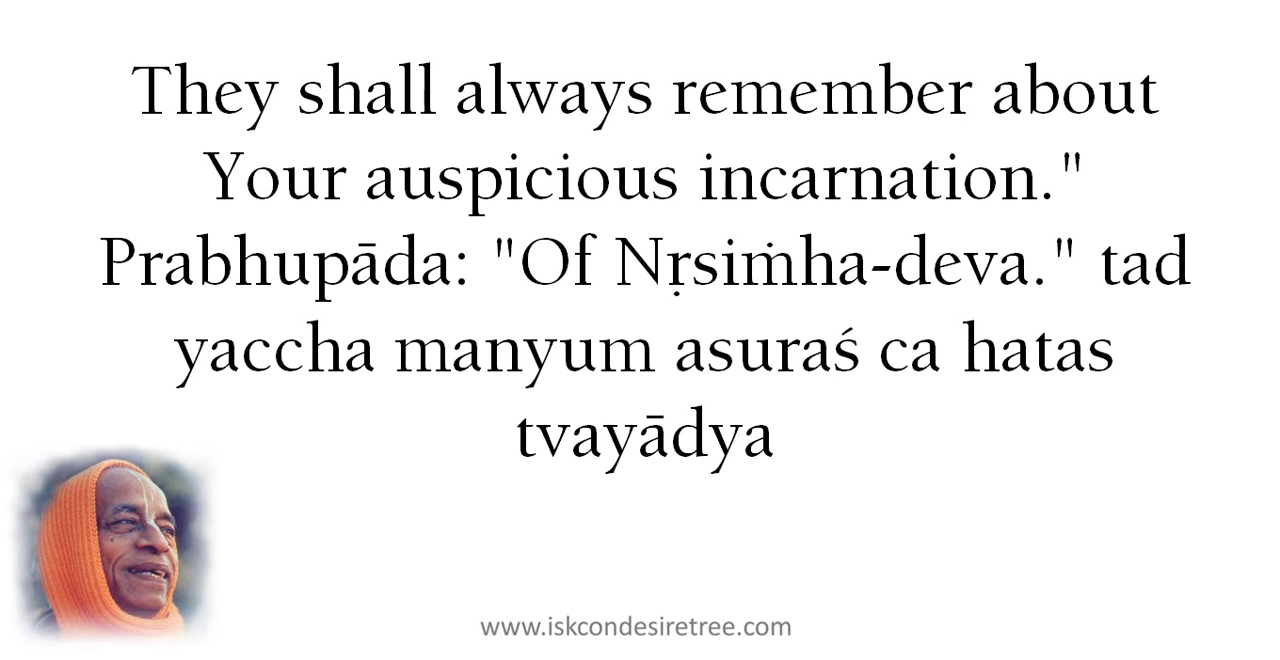 They shall always remember about
Your auspicious incarnation."
Prabhupāda: "Of Nṛsiṁha-deva." tad
yaccha manyum asuraś ca hatas
tvayādya
www.iskcondesiretree.com